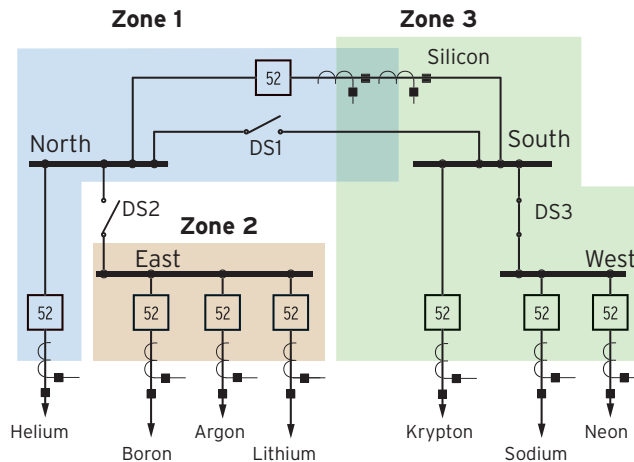 Zone 1
Zone 3
Silicon
52
North
DS1
South
DS2
Zone 2
DS3
East
West
52
52
52
52
52
52
52
Helium
Boron
Argon
Lithium
Krypton
Sodium
Neon